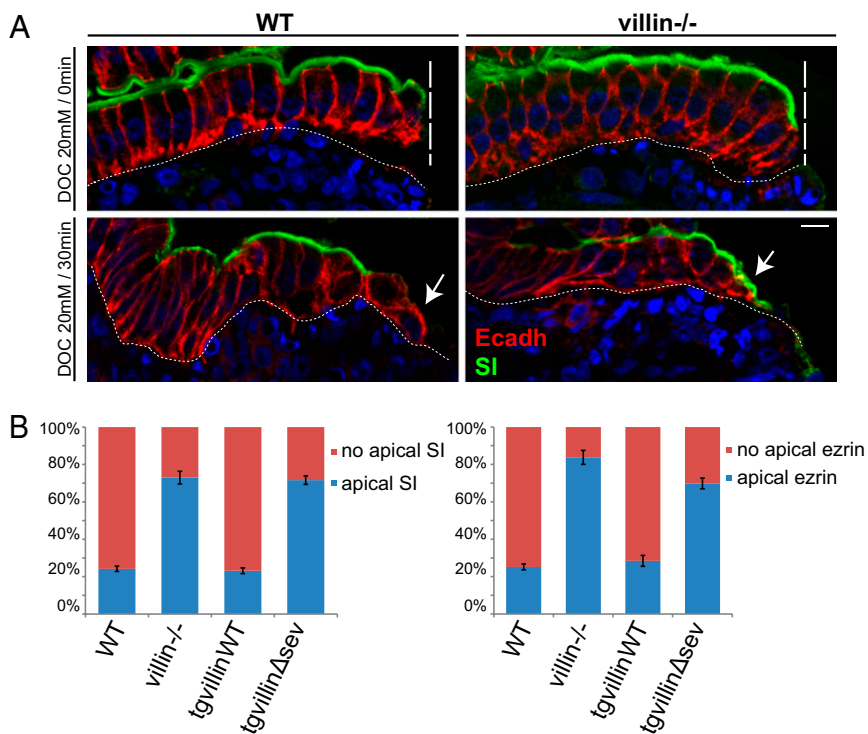 A
WT
villin-/-
DOC 20mM / 0min
DOC 20mM / 30min
Ecadh
SI
B
100%
80%
60%
40%
20%
0%
no apical SI
apical SI
WT
villin-/-
tgvillinWT
tgvillinΔsev
100%
80%
60%
40%
20%
0%
no apical ezrin
apical ezrin
WT
villin-/-
tgvillinWT
tgvillinΔsev